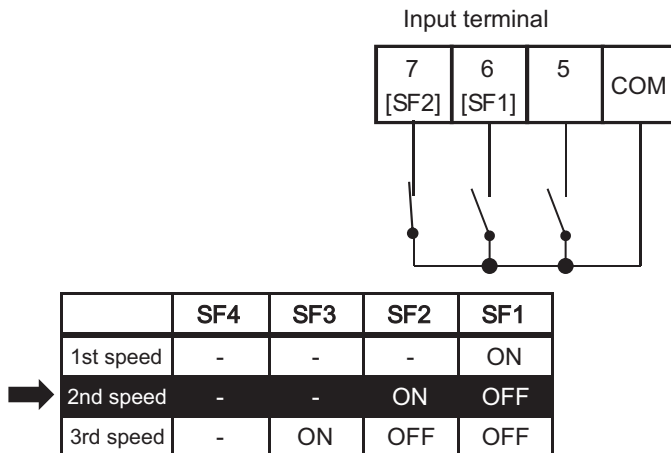 Input terminal
7 6 5 COM
[SF2] [SF1]
SF4 SF3 SF2 SF1
1st speed - - - ON
2nd speed - - ON OFF
3rd speed - ON OFF OFF